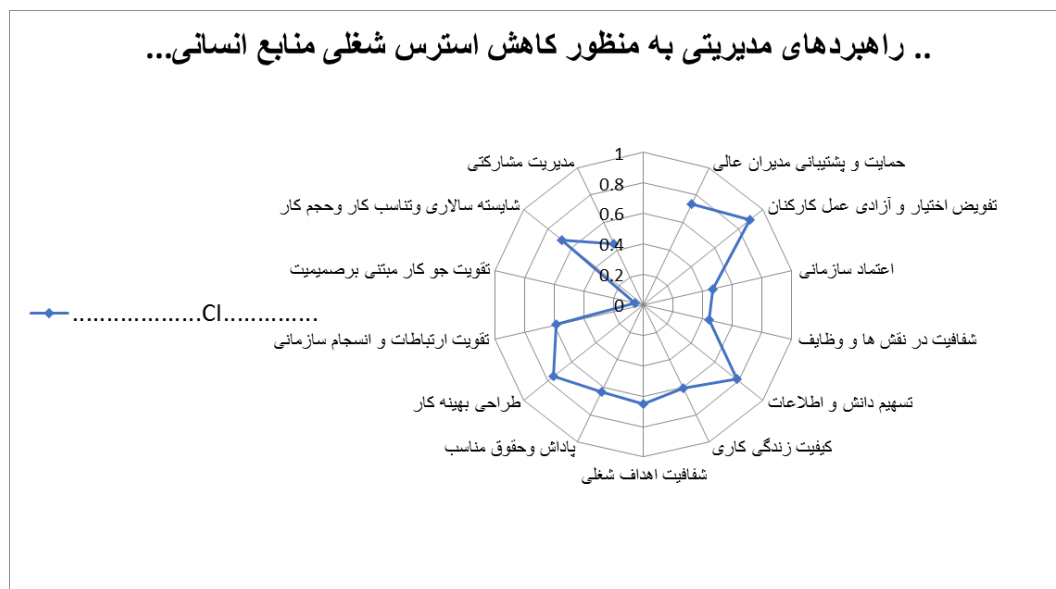 .. راهبردهای مدیریتی به منظور کاهش استرس شغلی منابع انسانی...
1
0.8
0.6
0.4
0.2
0
حمایت و پشتیبانی مدیران عالی
تفویض اختیار و آزادی عمل کارکنان
اعتماد سازمانی
شفافیت در نقش ها و وظایف
تسهیم دانش و اطلاعات
کیفیت زندگی کاری
شفافیت اهداف شغلی
پاداش وحقوق مناسب
طراحی بهینه کار
تقویت ارتباطات و انسجام سازمانی
تقویت جو کار مبتنی برصمیمیت
شایسته سالاری وتناسب کار وحجم کار
مدیریت مشارکتی
...................CI..............